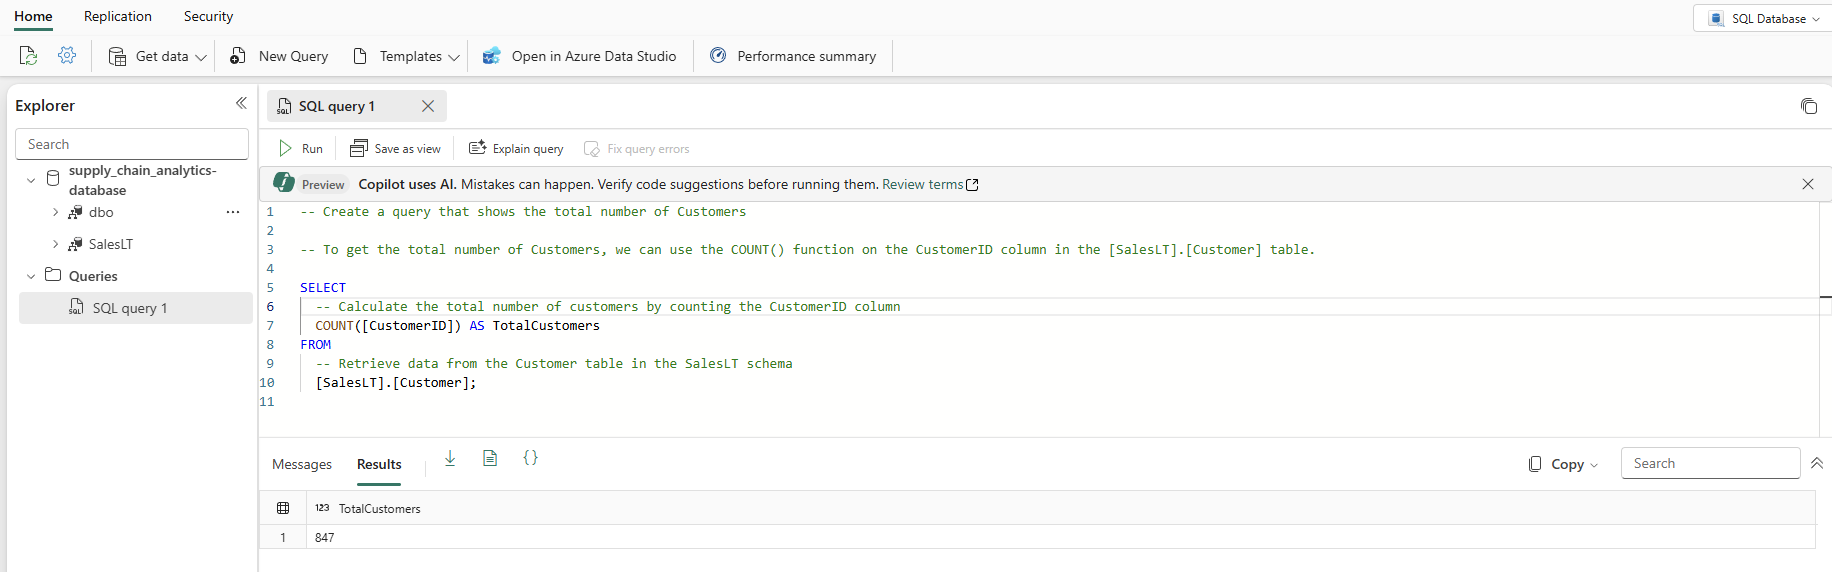 Home Replication Security
SQL Database
Get data New Query Templates Open in Azure Data Studio Performance summary
Explorer
Search
supply_chain_analytics-
database
dbo ...
SalesLT
Queries
SQL query 1
SQL query 1
Run Save as view Explain query Fix query errors
Preview Copilot uses AI. Mistakes can happen. Verify code suggestions before running them. Review terms
1 -- Create a query that shows the total number of Customers
2
3 -- To get the total number of Customers, we can use the COUNT() function on the CustomerID column in the [SalesLT].[Customer] table.
4
5 SELECT
6 -- Calculate the total number of customers by counting the CustomerID column
7 COUNT([CustomerID]) AS TotalCustomers
8 FROM
9 -- Retrieve data from the Customer table in the SalesLT schema
10 [SalesLT].[Customer];
11
Messages Results {} Copy Search
123 TotalCustomers
1 847